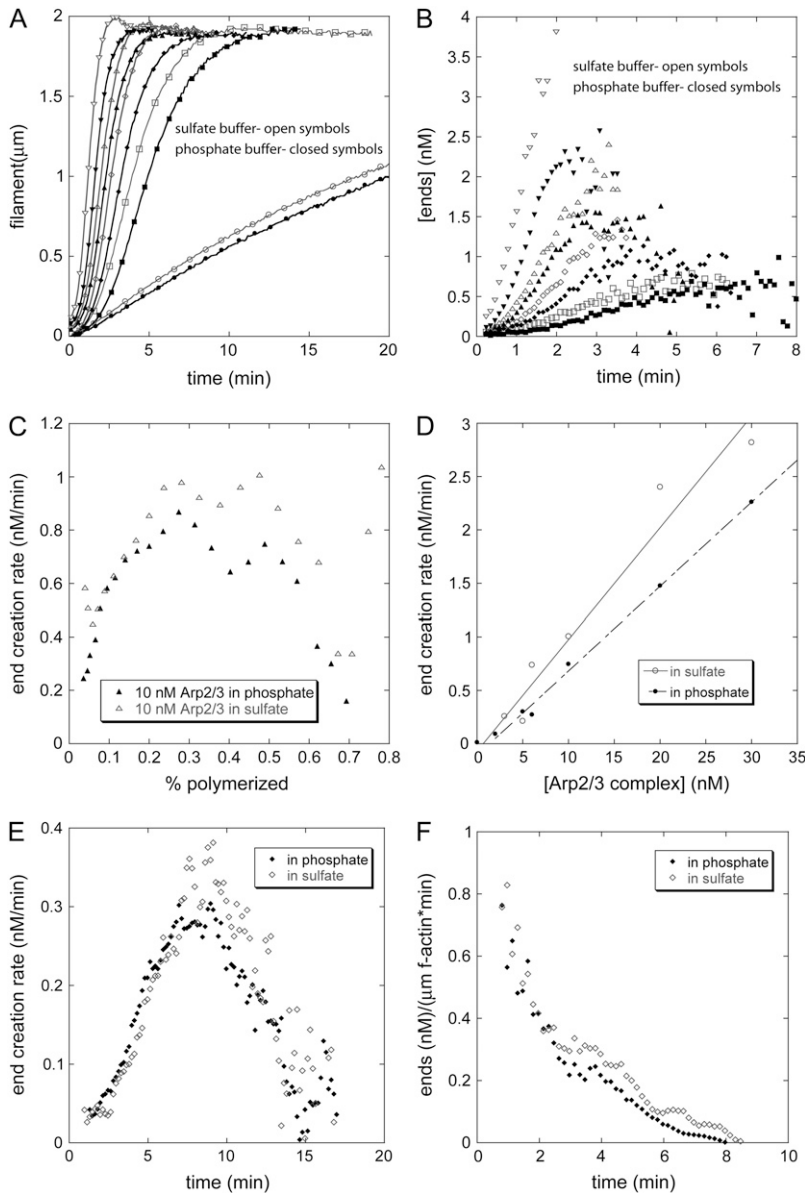 A
filament(μm)
2
1.5
1
0.5
0
sulfate buffer- open symbols
phosphate buffer- closed symbols
0 5 10 15 20
time (min)
B
[ends] (nM)
4
3.5
3
2.5
2
1.5
1
0.5
0
sulfate buffer- open symbols
phosphate buffer- closed symbols
0 1 2 3 4 5 6 7 8
time (min)
C
end creation rate (nM/min)
1.2
1
0.8
0.6
0.4
0.2
0
10 nM Arp2/3 in phosphate
10 nM Arp2/3 in sulfate
0 0.1 0.2 0.3 0.4 0.5 0.6 0.7 0.8
% polymerized
D
end creation rate (nM/min)
3
2.5
2
1.5
1
0.5
0
in sulfate
in phosphate
0 5 10 15 20 25 30 35
[Arp2/3 complex] (nM)
E
end creation rate (nM/min)
0.4
0.3
0.2
0.1
0
in phosphate
in sulfate
0 5 10 15 20
time (min)
F
ends (nM)/(μm f-actin*min)
1
0.8
0.6
0.4
0.2
0
in phosphate
in sulfate
0 2 4 6 8 10
time (min)